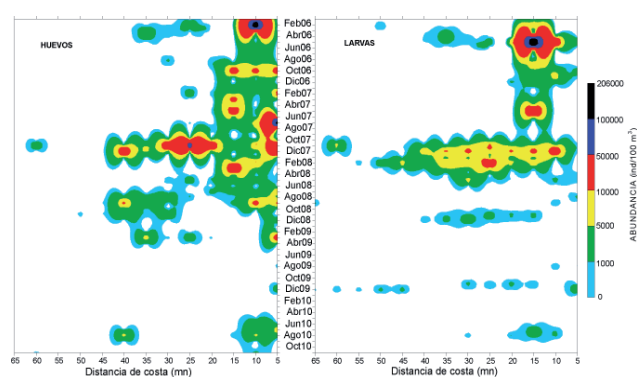 HUEVOS
LARVAS
Feb06
Abr06
Jun06
Ago06
Oct06
Dic06
Feb07
Abr07
Jun07
Ago07
Oct07
Dic07
Feb08
Abr08
Jun08
Ago08
Oct08
Dic08
Feb09
Abr09
Jun09
Ago09
Oct09
Dic09
Feb10
Abr10
Jun10
Ago10
Oct10
65 60 55 50 45 40 35 30 25 20 15 10 5
65 60 55 50 45 40 35 30 25 20 15 10 5
Distancia de costa (mn)
Distancia de costa (mn)
206000
100000
50000
10000
5000
1000
0
ABUNDANCIA (ind/100 m³)